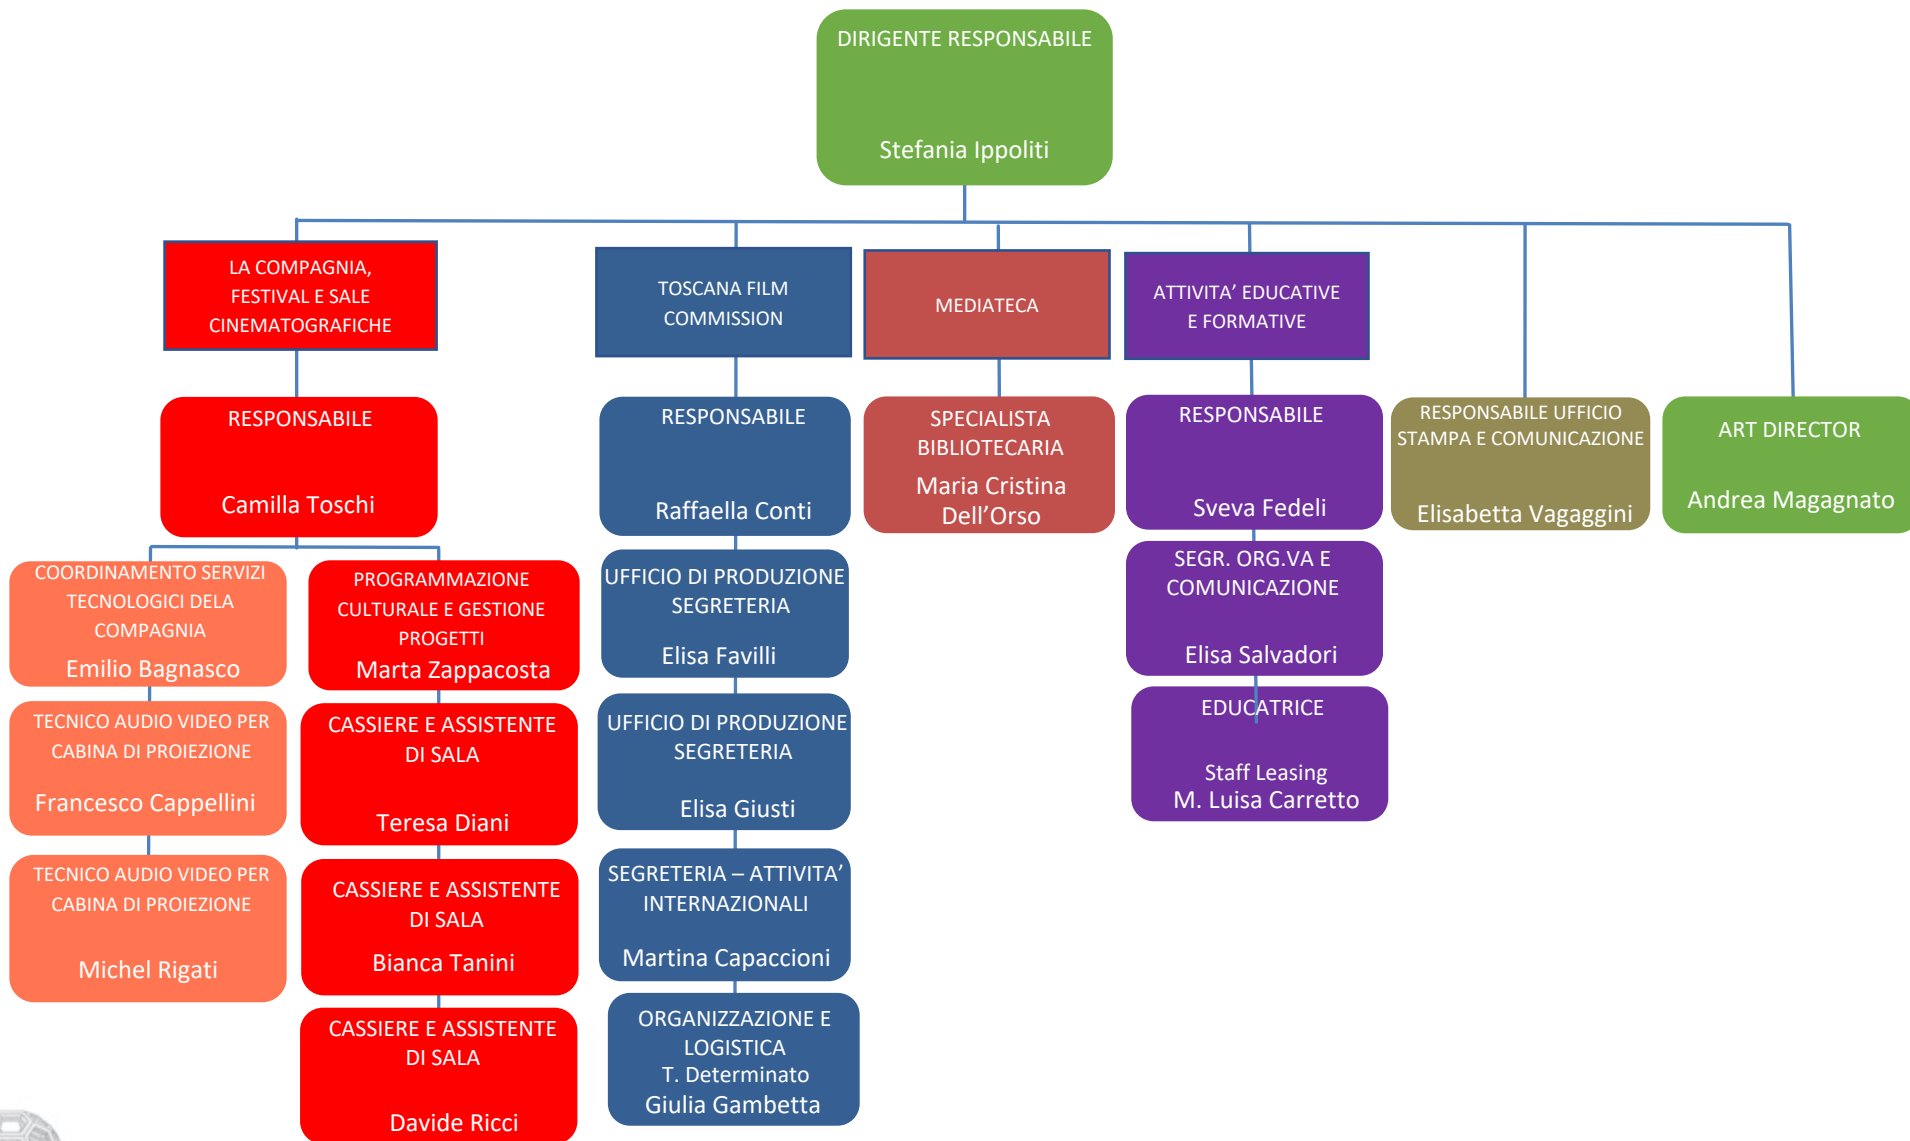 DIRIGENTE RESPONSABILE
Stefania Ippoliti
LA COMPAGNIA,
FESTIVAL E SALE
CINEMATOGRAFICHE
RESPONSABILE
Camilla Toschi
COORDINAMENTO SERVIZI
TECNOLOGICI DELA
COMPAGNIA
Emilio Bagnasco
TECNICO AUDIO VIDEO PER
CABINA DI PROIEZIONE
Francesco Cappellini
TECNICO AUDIO VIDEO PER
CABINA DI PROIEZIONE
Michel Rigati
PROGRAMMAZIONE
CULTURALE E GESTIONE
PROGETTI
Marta Zappacosta
CASSIERE E ASSISTENTE
DI SALA
Teresa Diani
CASSIERE E ASSISTENTE
DI SALA
Bianca Tanini
CASSIERE E ASSISTENTE
DI SALA
Davide Ricci
TOSCANA FILM
COMMISSION
RESPONSABILE
Raffaella Conti
UFFICIO DI PRODUZIONE
SEGRETERIA
Elisa Favilli
UFFICIO DI PRODUZIONE
SEGRETERIA
Elisa Giusti
SEGRETERIA – ATTIVITA’
INTERNAZIONALI
Martina Capaccioni
ORGANIZZAZIONE E
LOGISTICA
T. Determinato
Giulia Gambetta
MEDIATECA
SPECIALISTA
BIBLIOTECARIA
Maria Cristina
Dell’Orso
ATTIVITA’ EDUCATIVE
E FORMATIVE
RESPONSABILE
Sveva Fedeli
SEGR. ORG.VA E
COMUNICAZIONE
Elisa Salvadori
EDUCATRICE
Staff Leasing
M. Luisa Carretto
RESPONSABILE UFFICIO
STAMPA E COMUNICAZIONE
Elisabetta Vagaggini
ART DIRECTOR
Andrea Magagnato